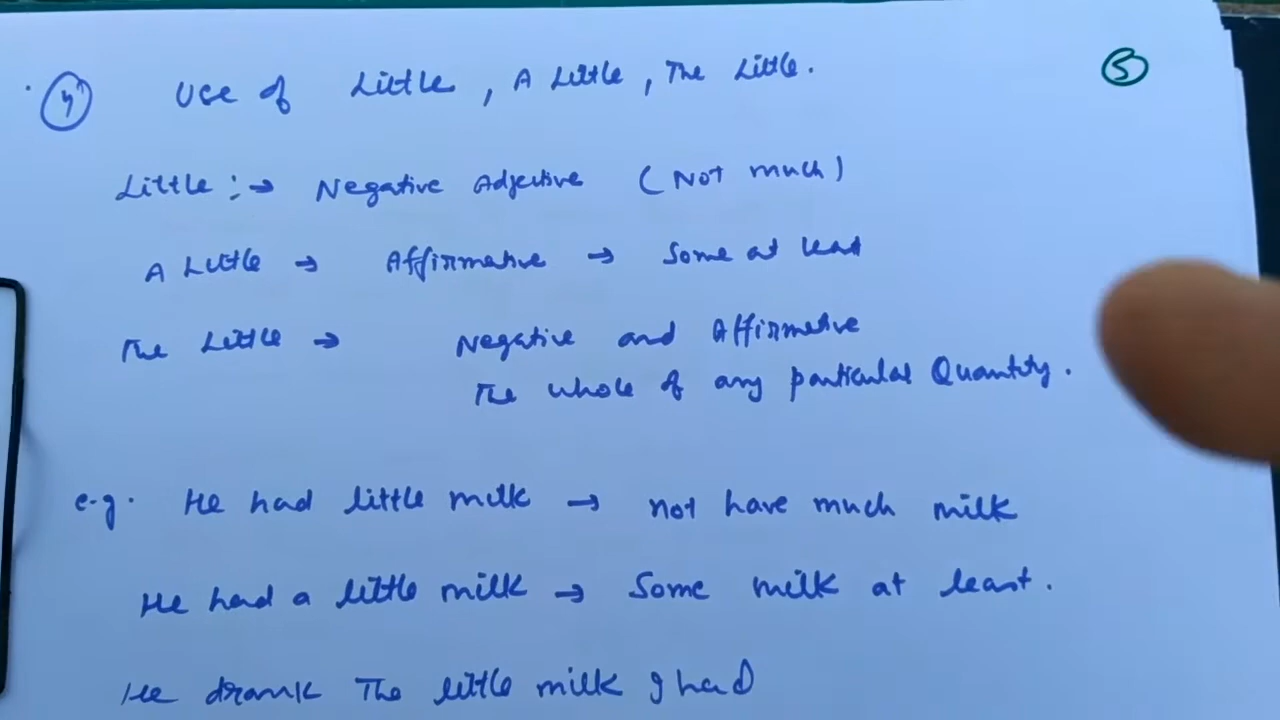 4 Use of Little, A Little, The Little. 5
Little :→ Negative Adjective (Not much)
A Little → Affirmative → Some at least
The Little → Negative and Affirmative
The whole of any particular Quantity.
e.g. He had little milk → not have much milk
He had a little milk → Some milk at least.
He drank The little milk I had